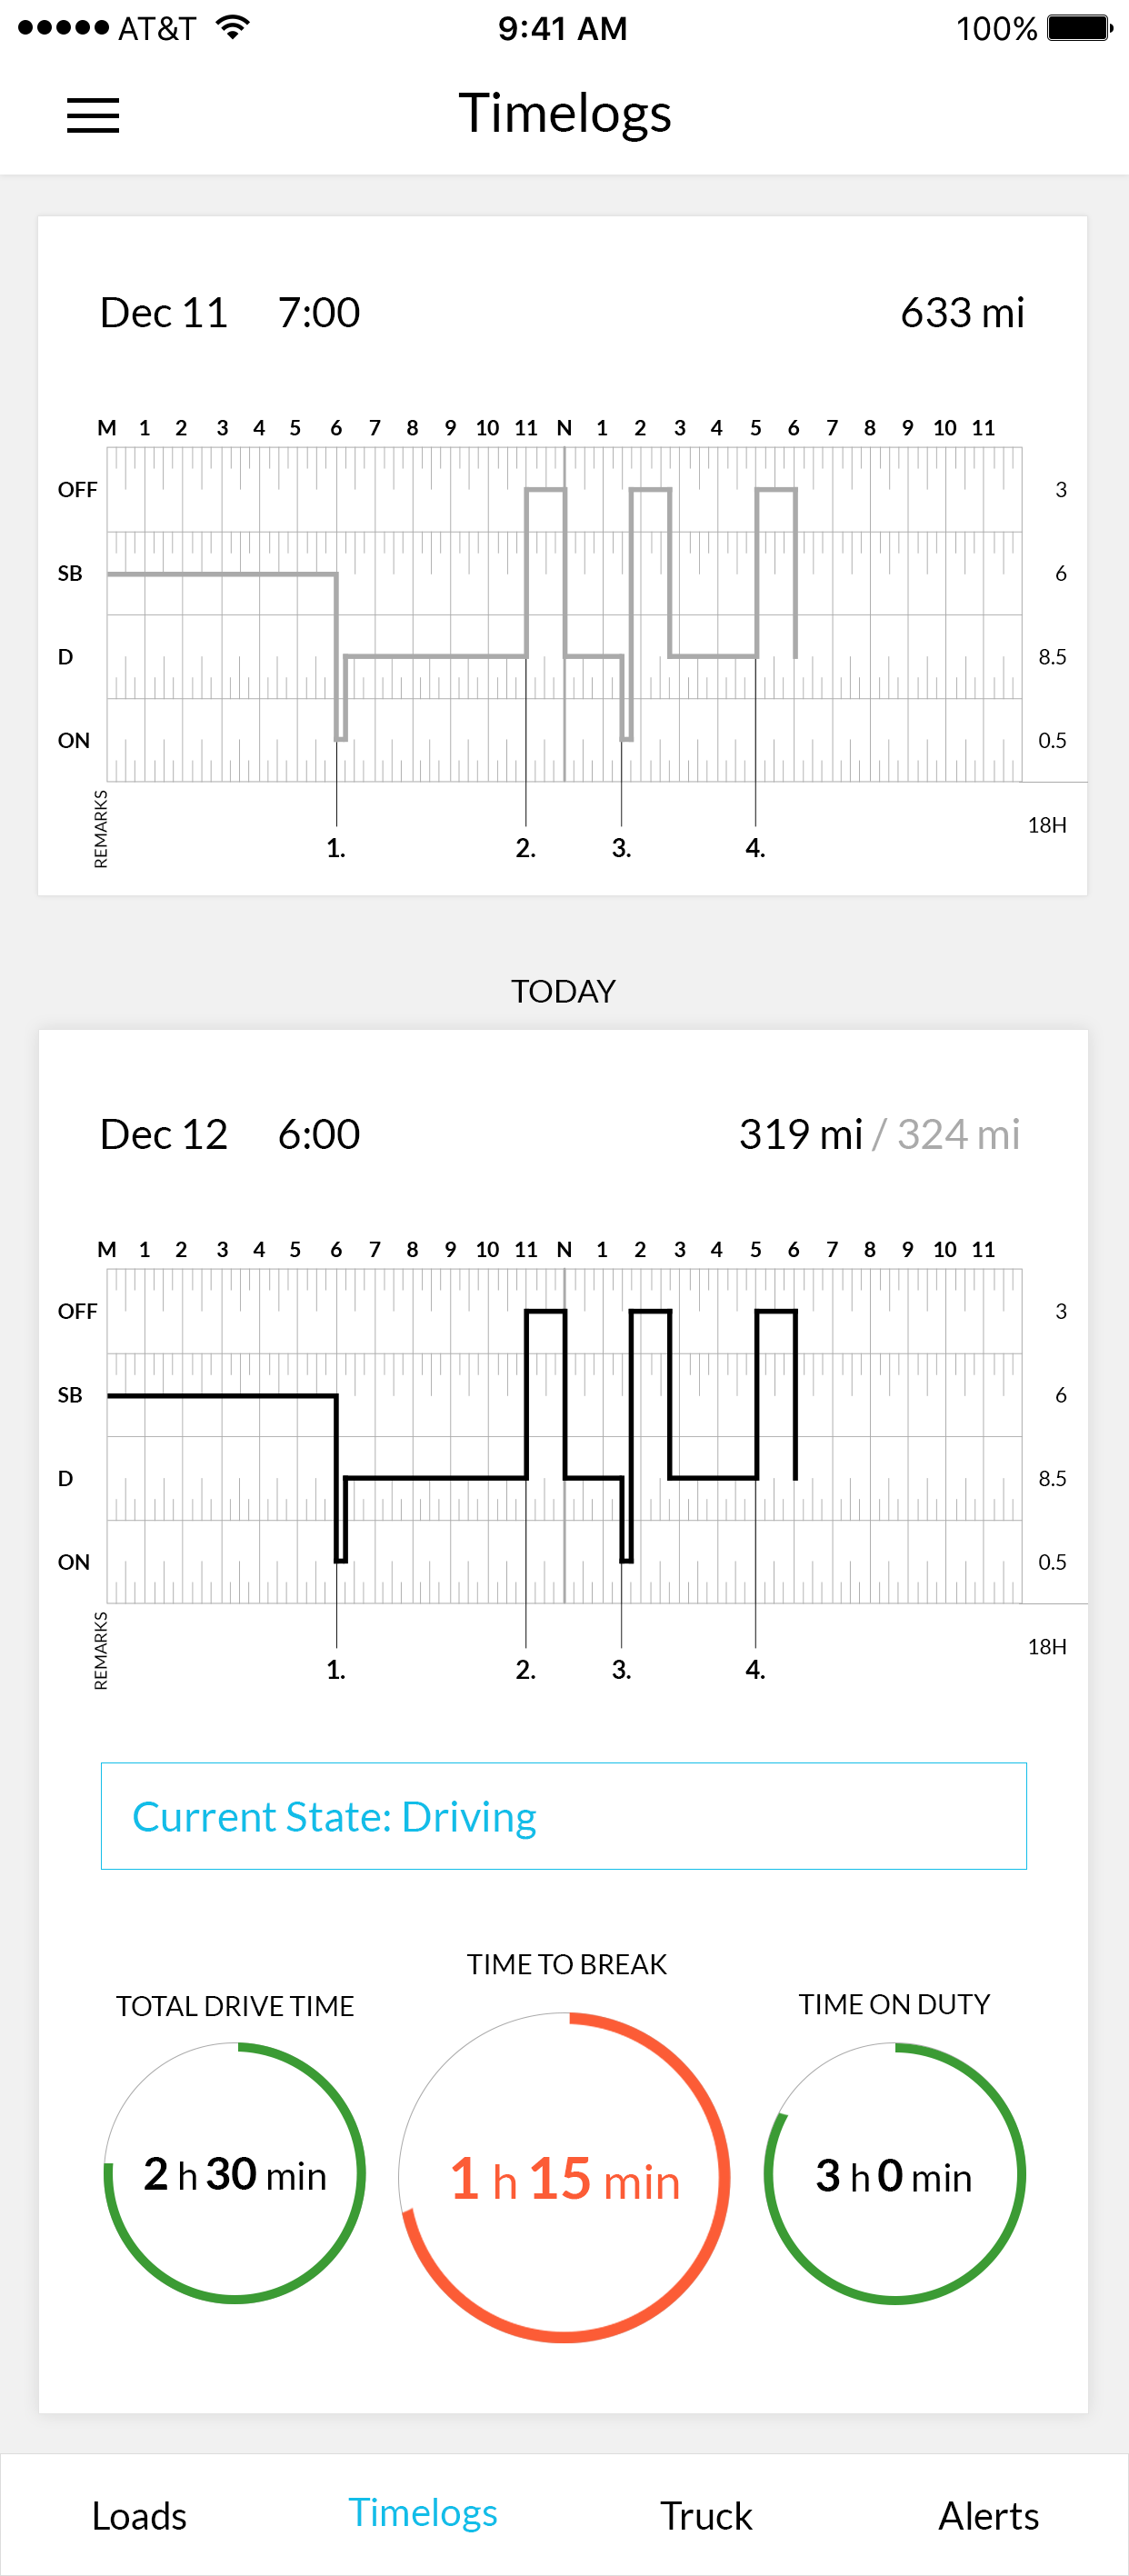 AT&T 9:41 AM 100%
Timelogs
Dec 11 7:00 633 mi
M 1 2 3 4 5 6 7 8 9 10 11 N 1 2 3 4 5 6 7 8 9 10 11
OFF 3
SB 6
D 8.5
ON 0.5
REMARKS 18H
1. 2. 3. 4.
TODAY
Dec 12 6:00 319 mi / 324 mi
M 1 2 3 4 5 6 7 8 9 10 11 N 1 2 3 4 5 6 7 8 9 10 11
OFF 3
SB 6
D 8.5
ON 0.5
REMARKS 18H
1. 2. 3. 4.
Current State: Driving
TIME TO BREAK
TOTAL DRIVE TIME TIME ON DUTY
2 h 30 min 1 h 15 min 3 h 0 min
Loads Timelogs Truck Alerts